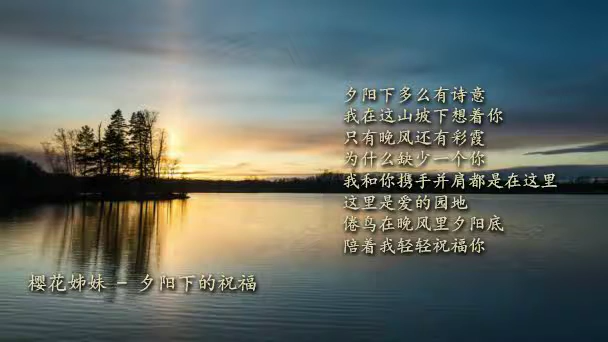 夕阳下多么有诗意
我在这山坡下想着你
只有晚风还有彩霞
为什么缺少一个你
我和你携手并肩都是在这里
这里是爱的园地
倦鸟在晚风里夕阳底
陪着我轻轻祝福你
樱花姊妹 - 夕阳下的祝福